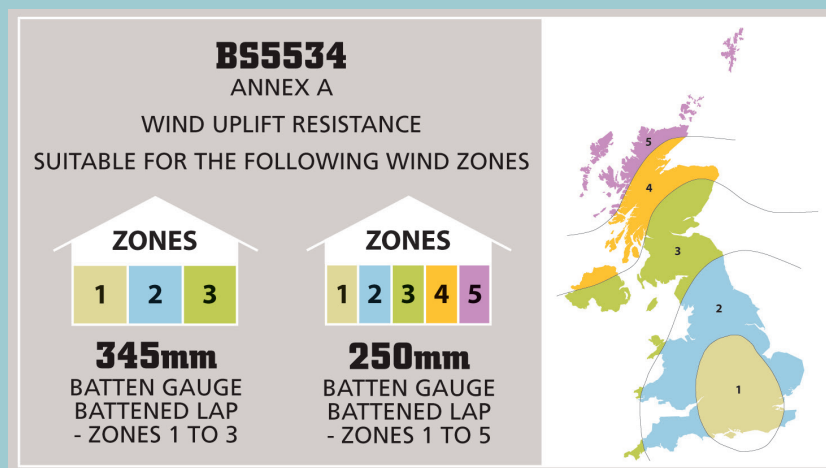 BS5534
ANNEX A
WIND UPLIFT RESISTANCE
SUITABLE FOR THE FOLLOWING WIND ZONES
ZONES
1 2 3
345mm
BATTEN GAUGE
BATTENED LAP
- ZONES 1 TO 3
ZONES
1 2 3 4 5
250mm
BATTEN GAUGE
BATTENED LAP
- ZONES 1 TO 5
5
4
3
2
1